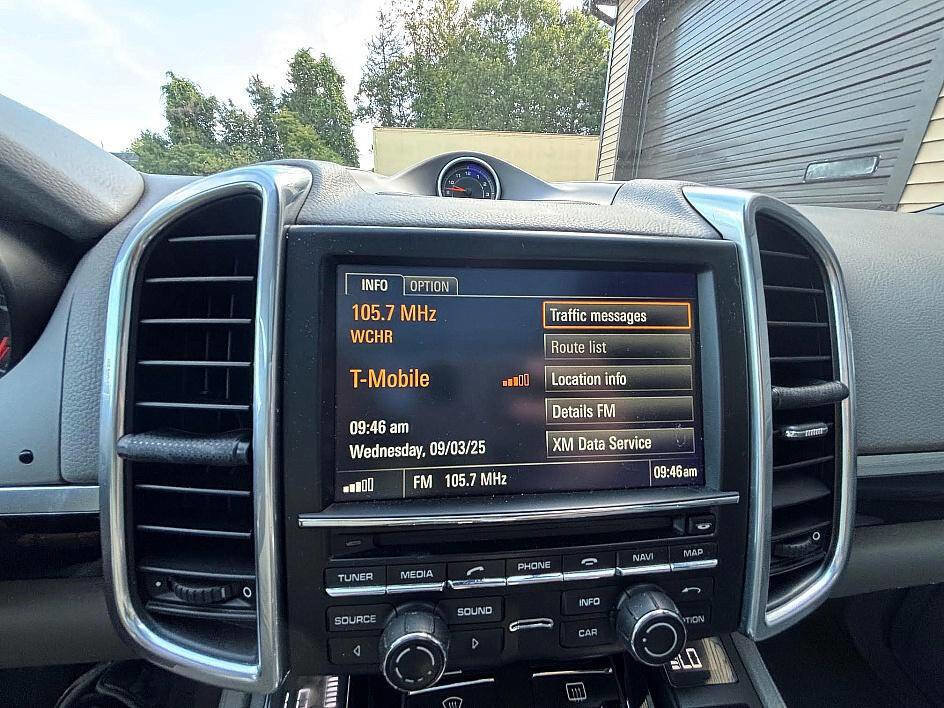 INFO OPTION
105.7 MHz
WCHR
T-Mobile
09:46 am
Wednesday, 09/03/25
Traffic messages
Route list
Location info
Details FM
XM Data Service
FM 105.7 MHz
09:46am
TUNER MEDIA PHONE NAVI MAP
SOURCE SOUND INFO
CAR